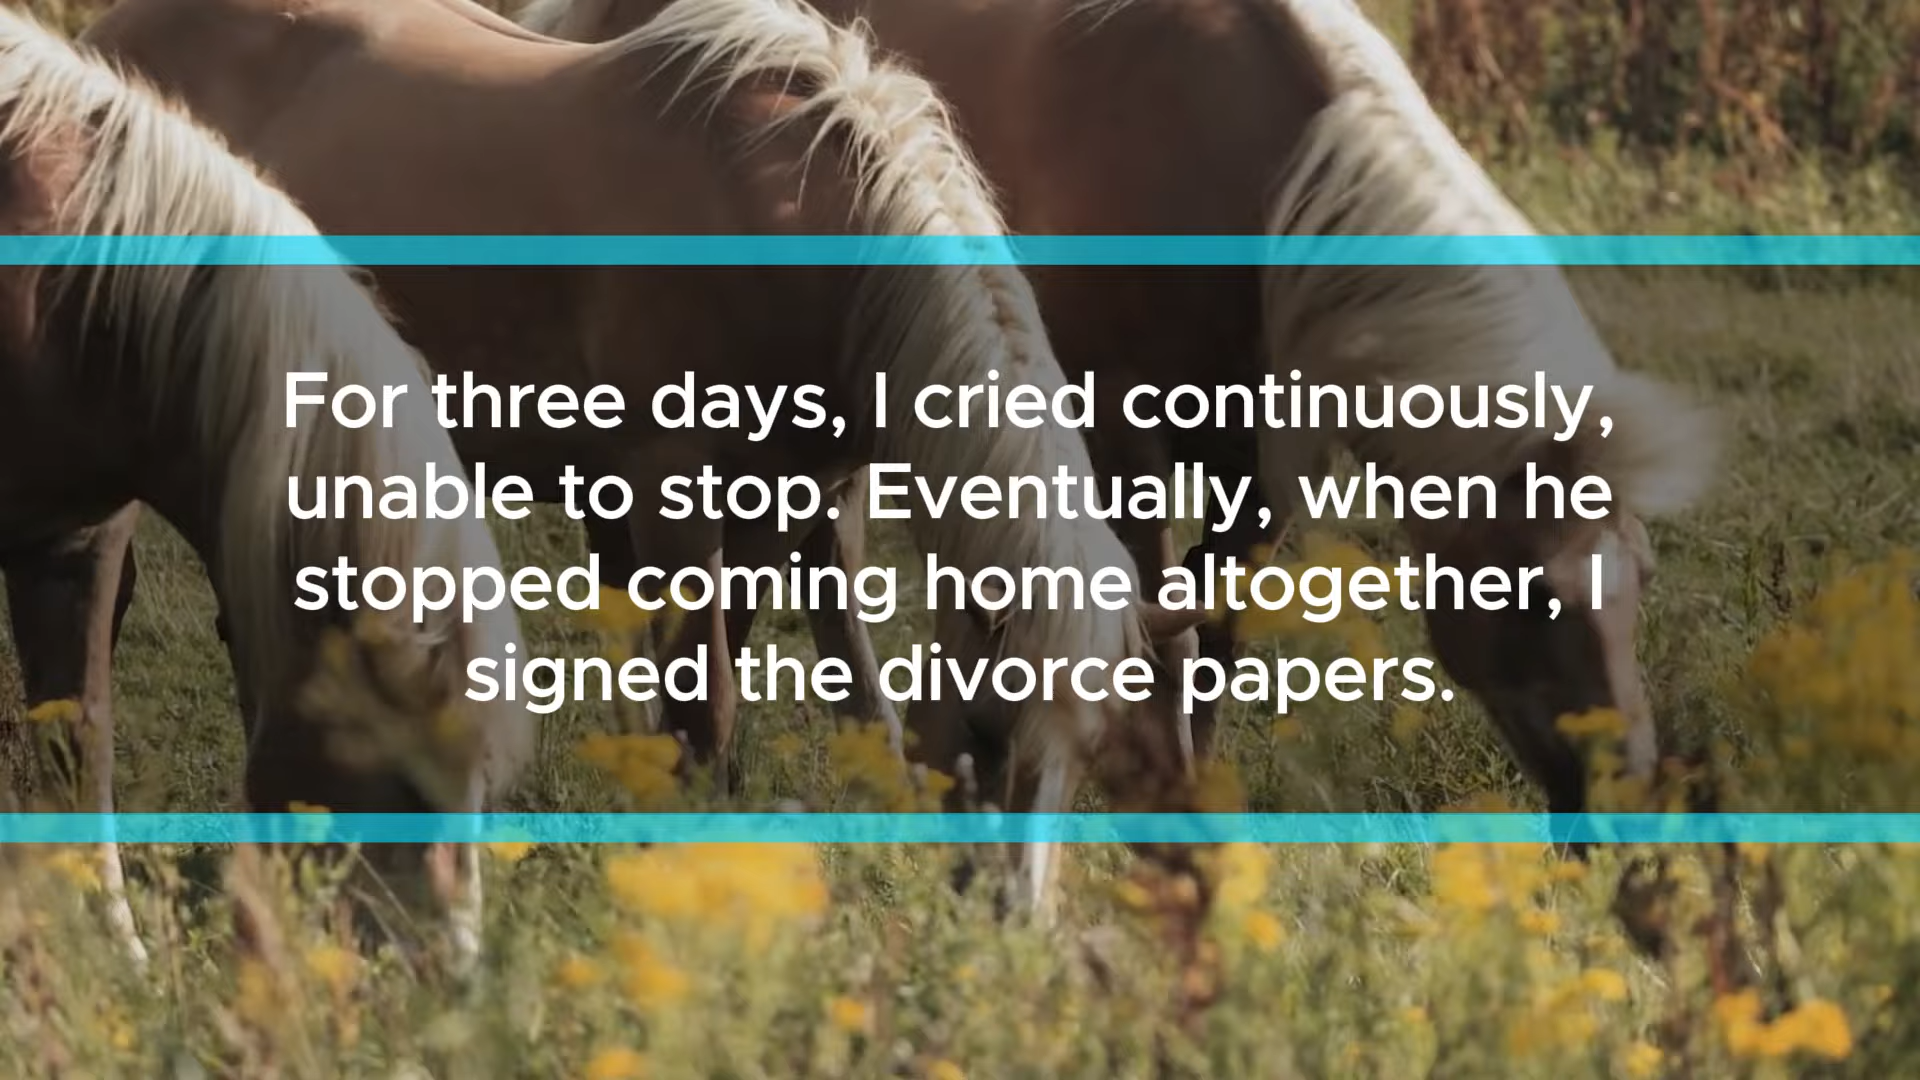 For three days, I cried continuously,
unable to stop. Eventually, when he
stopped coming home altogether, I
signed the divorce papers.